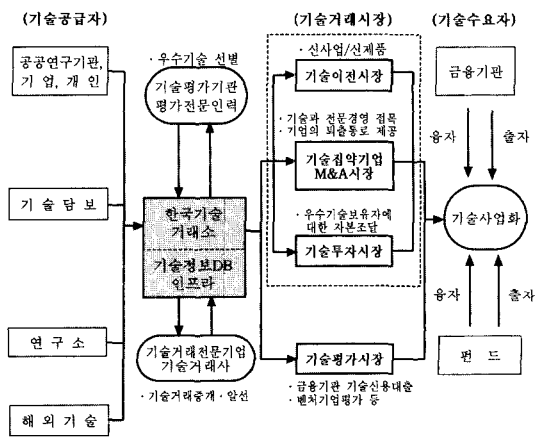 (기술공급자)
(기술거래시장)
(기술수요자)
공공연구기관,
기업, 개인
기술담보
연구소
해외기술
· 우수기술 선별
기술평가기관
평가전문인력
한국기술
거래소
기술정보DB
인프라
기술거래전문기업
기술거래사
· 기술거래중개 · 알선
· 신사업/신제품
기술이전시장
· 기술과 전문경영 접목
· 기업의 퇴출통로 제공
기술집약기업
M&A시장
· 우수기술보유자에
대한 자본조달
기술투자시장
기술평가시장
· 금융기관 기술신용대출
· 벤처기업평가 등
금융기관
융자
출자
기술사업화
융자
출자
펀드